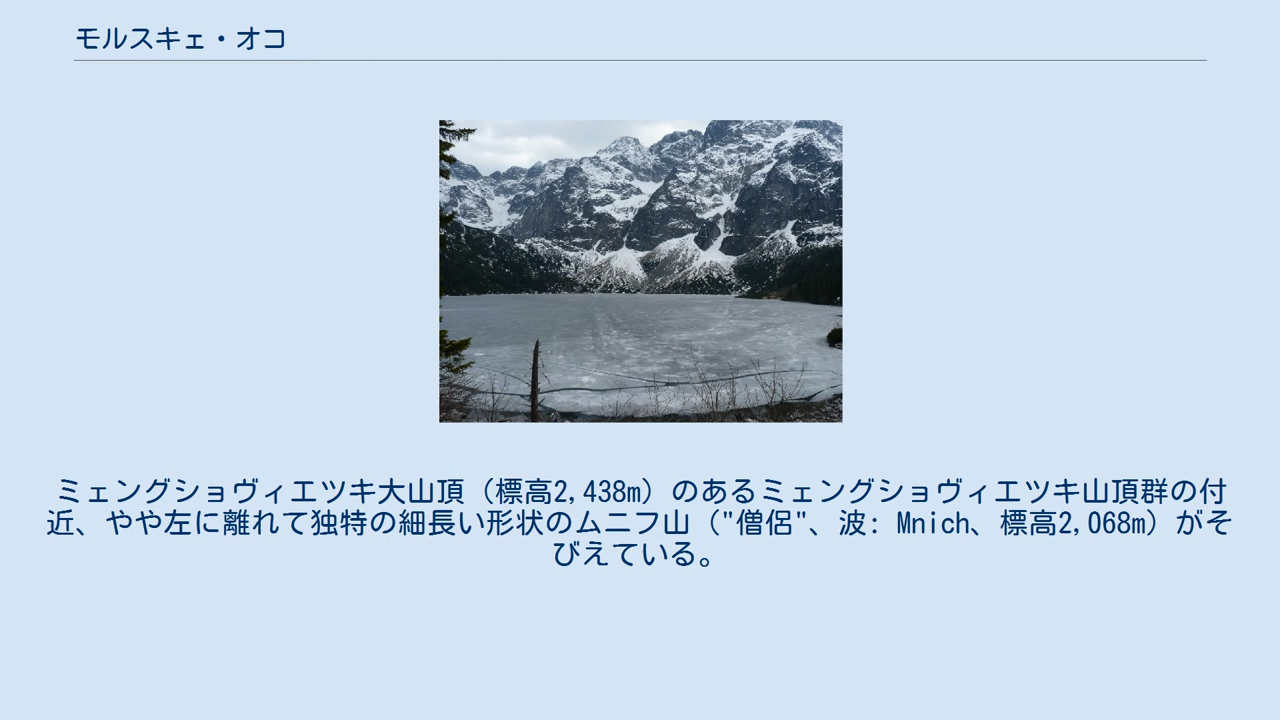 モルスキェ・オコ
ミェングショヴィエツキ大山頂（標高2,438m）のあるミェングショヴィエツキ山頂群の付
近、やや左に離れて独特の細長い形状のムニフ山（"僧侶"、波: Mnich、標高2,068m）がそ
びえている。